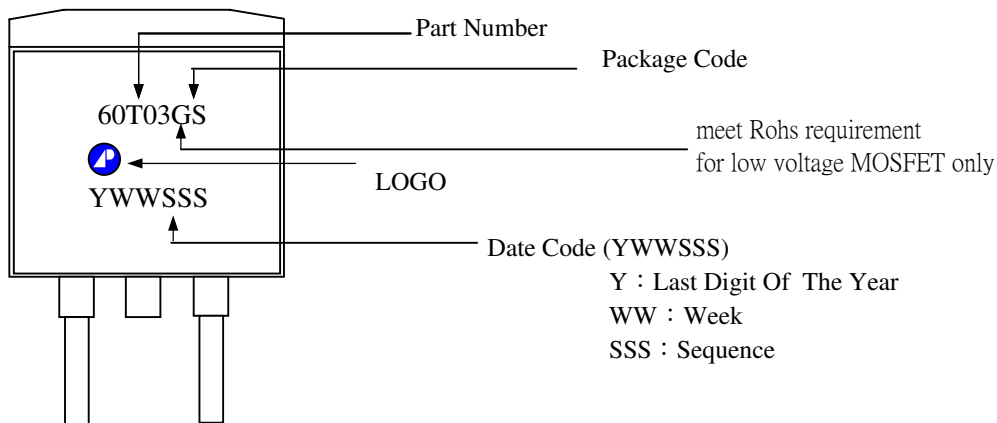 Part Number
Package Code
60T03GS
meet Rohs requirement
for low voltage MOSFET only
LOGO
YWWSSS
Date Code (YWWSSS)
Y：Last Digit Of The Year
WW：Week
SSS：Sequence